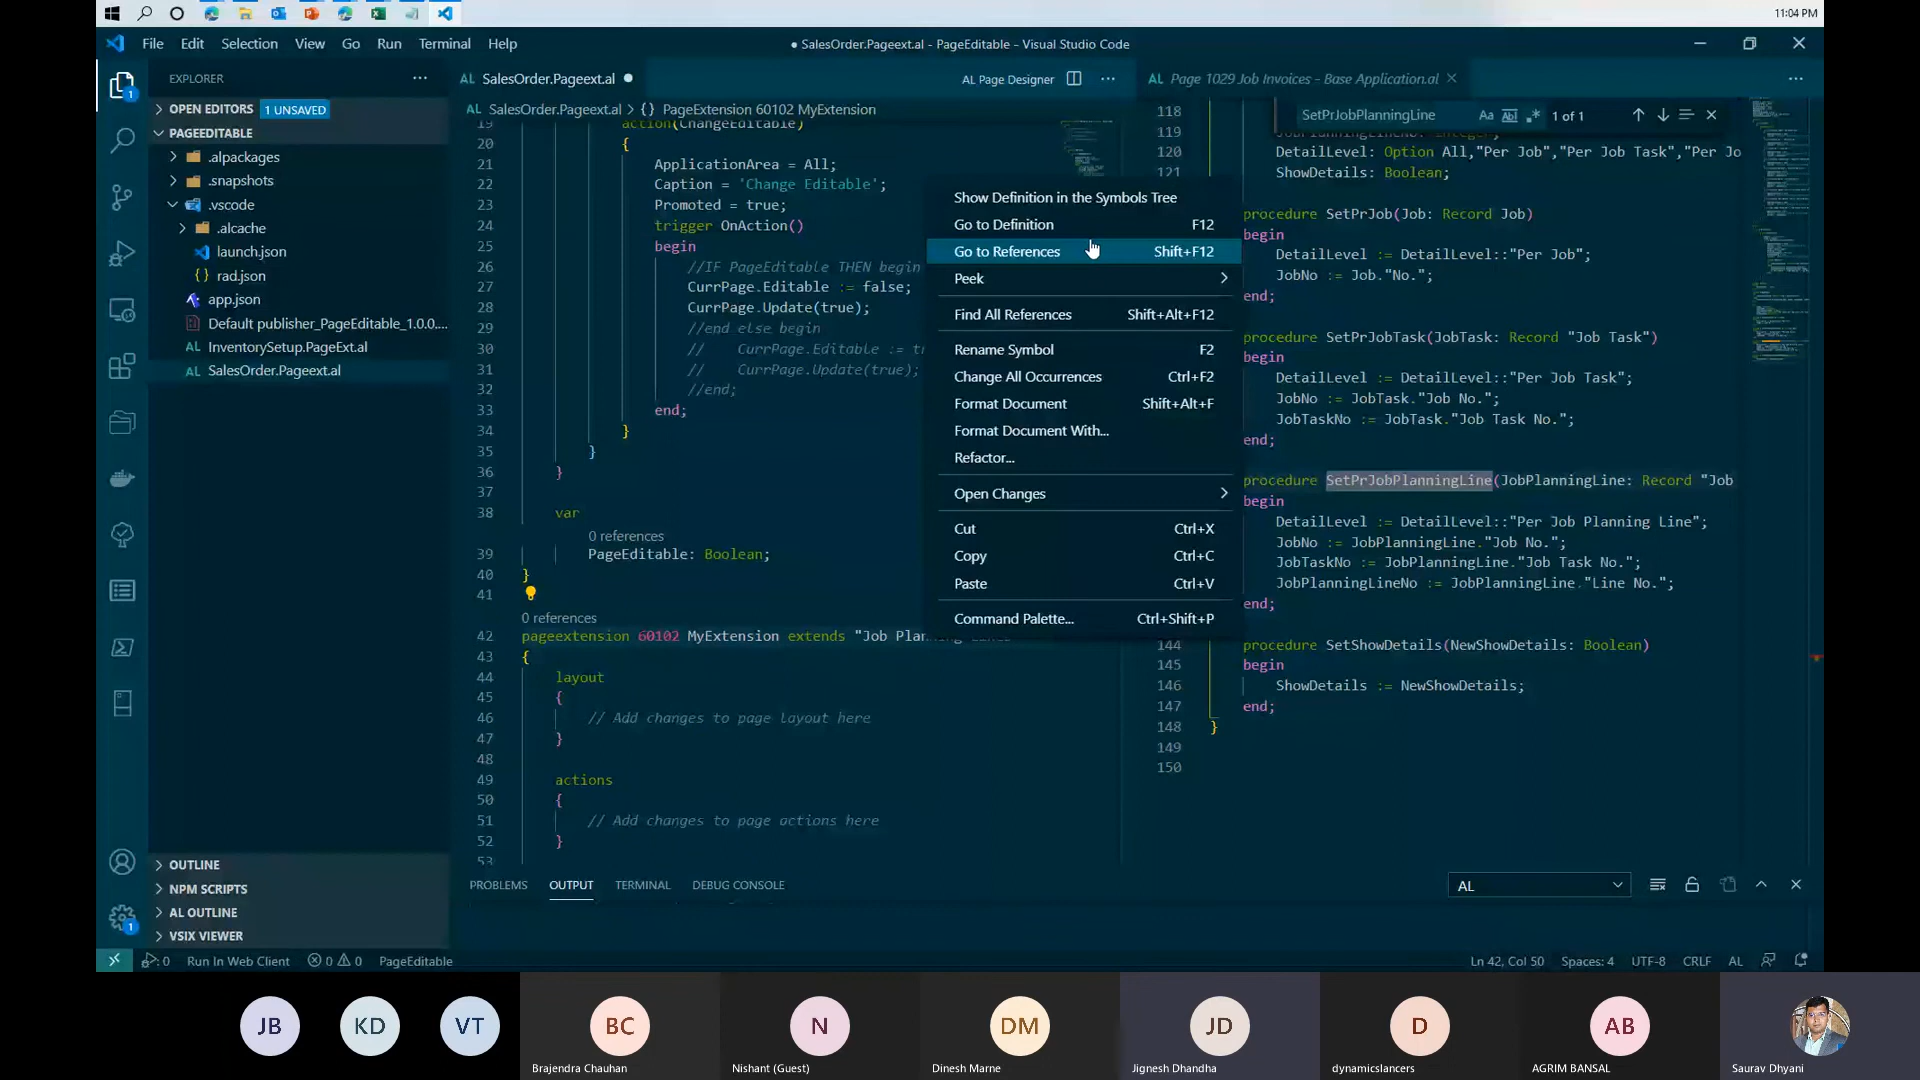 11:04 PM
File Edit Selection View Go Run Terminal Help
● SalesOrder.Pageext.al - PageEditable - Visual Studio Code
EXPLORER
OPEN EDITORS 1 UNSAVED
PAGEEDITABLE
.alpackages
.snapshots
.vscode
.alcache
launch.json
rad.json
app.json
Default publisher_PageEditable_1.0.0....
InventorySetup.PageExt.al
SalesOrder.Pageext.al
OUTLINE
NPM SCRIPTS
AL OUTLINE
VSIX VIEWER
AL SalesOrder.Pageext.al ●
AL Page Designer
AL SalesOrder.Pageext.al > {} PageExtension 60102 MyExtension
19 action(ChangeEditable)
20 {
21 ApplicationArea = All;
22 Caption = 'Change Editable';
23 Promoted = true;
24 trigger OnAction()
25 begin
26 //IF PageEditable THEN begin
27 CurrPage.Editable := false;
28 CurrPage.Update(true);
29 //end else begin
30 // CurrPage.Editable := tr
31 // CurrPage.Update(true);
32 //end;
33 end;
34 }
35 }
36 }
37
38 var
0 references
39 PageEditable: Boolean;
40 }
41
0 references
42 pageextension 60102 MyExtension extends "Job Plan
43 {
44 layout
45 {
46 // Add changes to page layout here
47 }
48
49 actions
50 {
51 // Add changes to page actions here
52 }
53
Show Definition in the Symbols Tree
Go to Definition F12
Go to References Shift+F12
Peek
Find All References Shift+Alt+F12
Rename Symbol F2
Change All Occurrences Ctrl+F2
Format Document Shift+Alt+F
Format Document With...
Refactor...
Open Changes
Cut Ctrl+X
Copy Ctrl+C
Paste Ctrl+V
Command Palette... Ctrl+Shift+P
AL Page 1029 Job Invoices - Base Application.al
SetPrJobPlanningLine Aa 1 of 1
118
119 JobPlanningLineNo: Integer;
120 DetailLevel: Option All,"Per Job","Per Job Task","Per Jo
121 ShowDetails: Boolean;
procedure SetPrJob(Job: Record Job)
begin
DetailLevel := DetailLevel::"Per Job";
JobNo := Job."No.";
end;
procedure SetPrJobTask(JobTask: Record "Job Task")
begin
DetailLevel := DetailLevel::"Per Job Task";
JobNo := JobTask."Job No.";
JobTaskNo := JobTask."Job Task No.";
end;
procedure SetPrJobPlanningLine(JobPlanningLine: Record "Job
begin
DetailLevel := DetailLevel::"Per Job Planning Line";
JobNo := JobPlanningLine."Job No.";
JobTaskNo := JobPlanningLine."Job Task No.";
JobPlanningLineNo := JobPlanningLine."Line No.";
end;
144 procedure SetShowDetails(NewShowDetails: Boolean)
145 begin
146 ShowDetails := NewShowDetails;
147 end;
148 }
149
150
PROBLEMS OUTPUT TERMINAL DEBUG CONSOLE
AL
0 Run In Web Client 0 0 PageEditable
Ln 42, Col 50 Spaces: 4 UTF-8 CRLF AL
JB KD VT BC N DM JD D AB
Brajendra Chauhan Nishant (Guest) Dinesh Marne Jignesh Dhandha dynamicslancers AGRIM BANSAL Saurav Dhyani